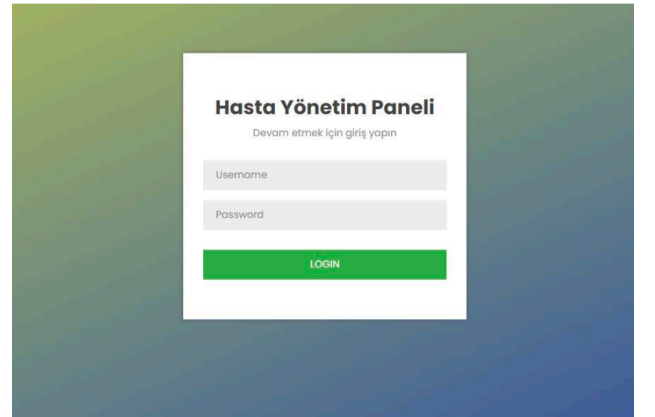 Hasta Yönetim Paneli
Devam etmek için giriş yapın
Username
Password
LOGIN